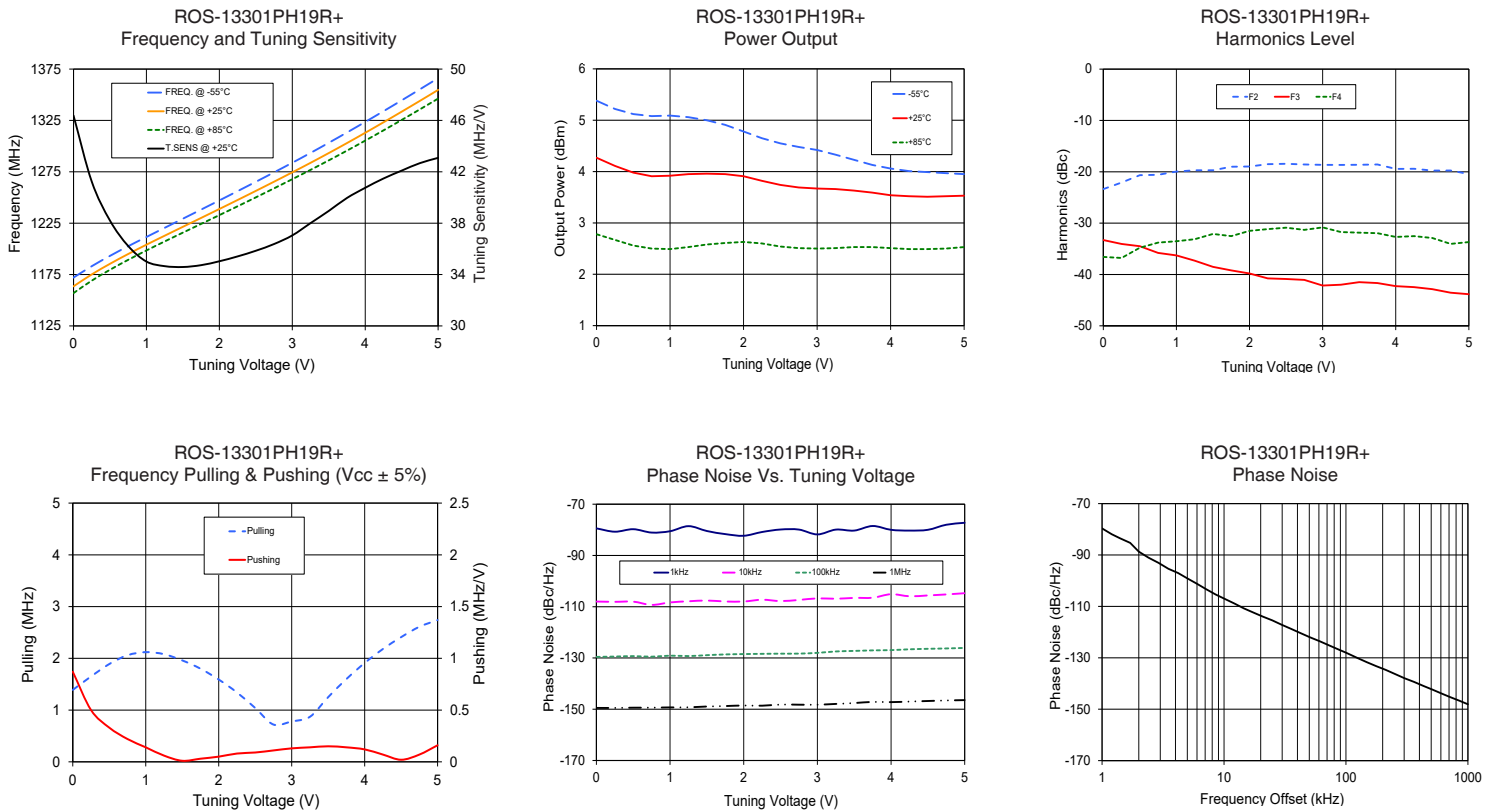 ROS-13301PH19R+
Frequency and Tuning Sensitivity
1375
1325
1275
1225
1175
1125
50
46
42
38
34
30
0 1 2 3 4 5
FREQ. @ -55°C
FREQ. @ +25°C
FREQ. @ +85°C
T.SENS @ +25°C
Frequency (MHz)
Tuning Sensitivity (MHz/V)
Tuning Voltage (V)
ROS-13301PH19R+
Power Output
6
5
4
3
2
1
0 1 2 3 4 5
-55°C
+25°C
+85°C
Output Power (dBm)
Tuning Voltage (V)
ROS-13301PH19R+
Harmonics Level
0
-10
-20
-30
-40
-50
0 1 2 3 4 5
F2 F3 F4
Harmonics (dBc)
Tuning Voltage (V)
ROS-13301PH19R+
Frequency Pulling & Pushing (Vcc ± 5%)
5
4
3
2
1
0
2.5
2
1.5
1
0.5
0
0 1 2 3 4 5
Pulling
Pushing
Pulling (MHz)
Pushing (MHz/V)
Tuning Voltage (V)
ROS-13301PH19R+
Phase Noise Vs. Tuning Voltage
-70
-90
-110
-130
-150
-170
0 1 2 3 4 5
1kHz 10kHz 100kHz 1MHz
Phase Noise (dBc/Hz)
Tuning Voltage (V)
ROS-13301PH19R+
Phase Noise
-70
-90
-110
-130
-150
-170
1 10 100 1000
Phase Noise (dBc/Hz)
Frequency Offset (kHz)